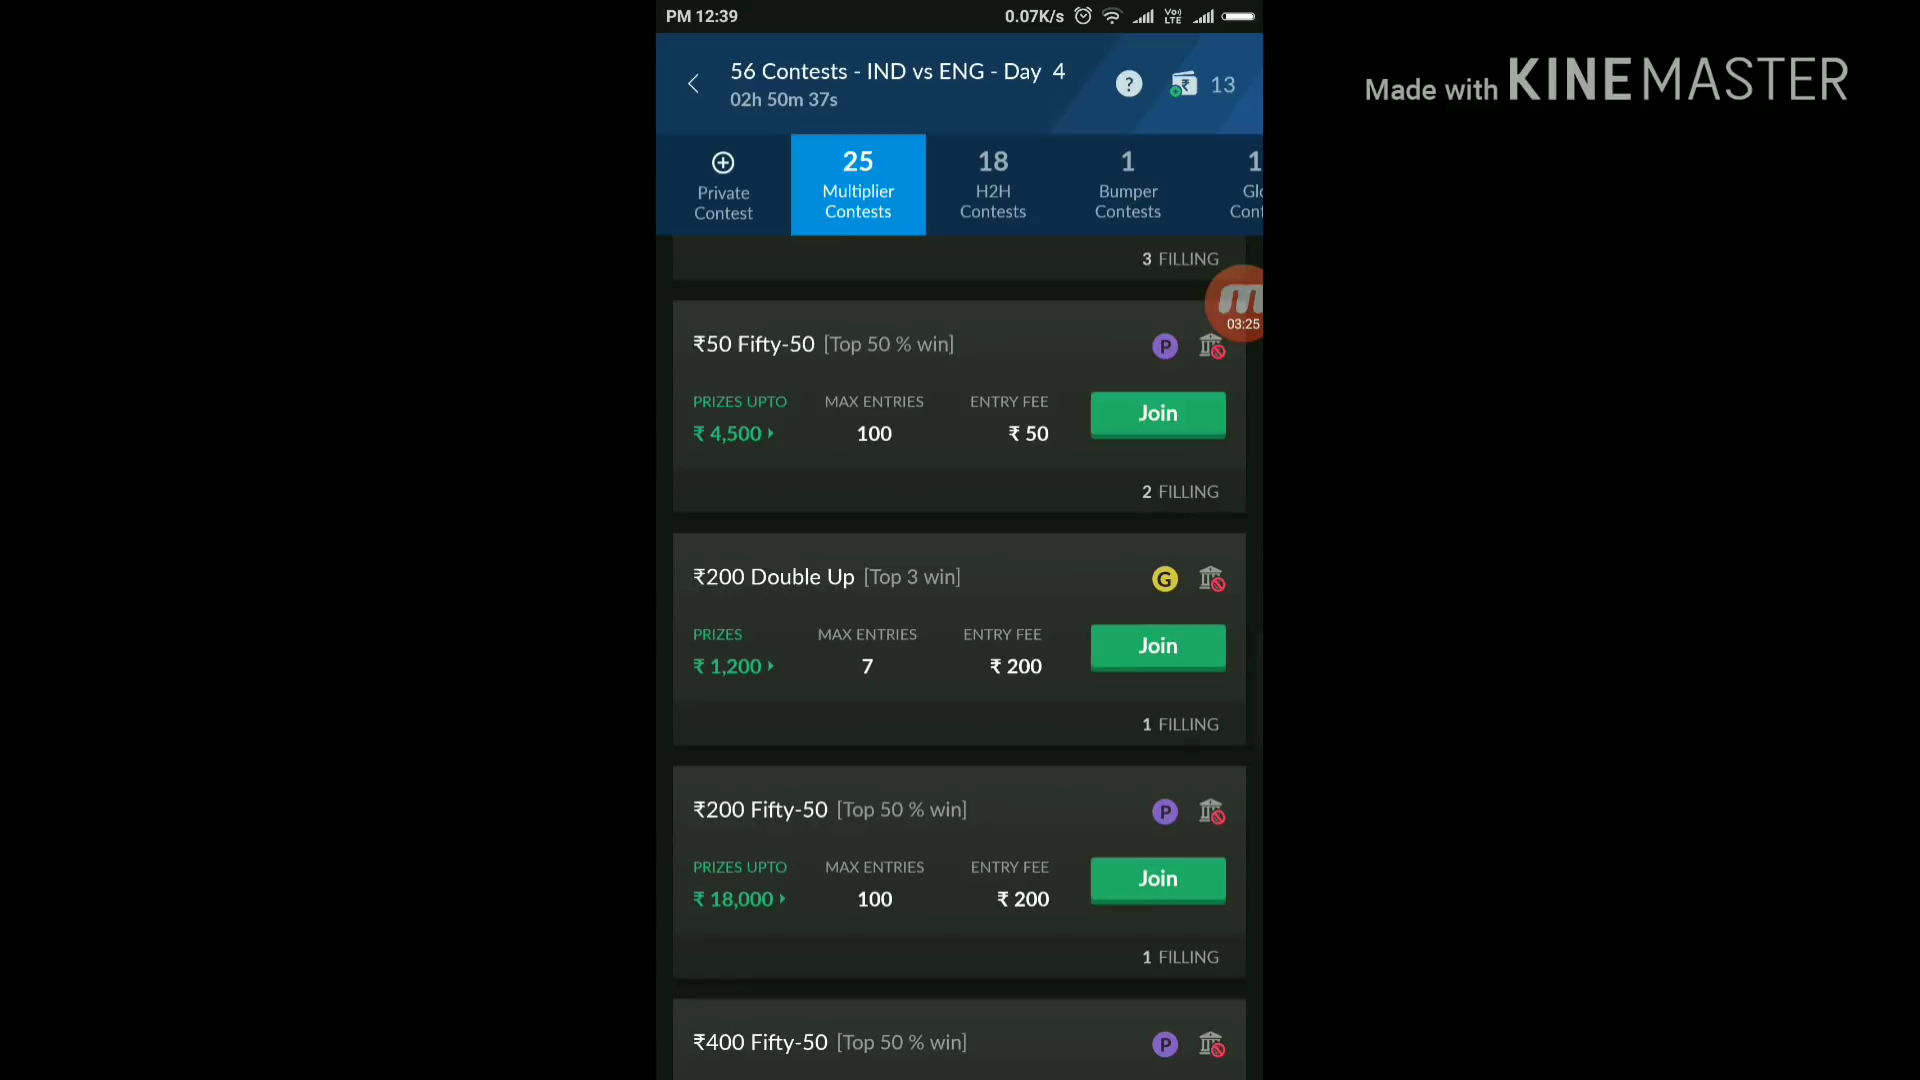 PM 12:39 0.07K/s Vo) LTE
56 Contests - IND vs ENG - Day 4
02h 50m 37s
? ₹ 13
Made with KINEMASTER
25 18 1 1
Private Contest
Multiplier Contests
H2H Contests
Bumper Contests
Glo
Cont
3 FILLING
03:25
₹50 Fifty-50 [Top 50 % win] P
PRIZES UPTO MAX ENTRIES ENTRY FEE
₹ 4,500 100 ₹ 50 Join
2 FILLING
₹200 Double Up [Top 3 win] G
PRIZES MAX ENTRIES ENTRY FEE
₹ 1,200 7 ₹ 200 Join
1 FILLING
₹200 Fifty-50 [Top 50 % win] P
PRIZES UPTO MAX ENTRIES ENTRY FEE
₹ 18,000 100 ₹ 200 Join
1 FILLING
₹400 Fifty-50 [Top 50 % win] P